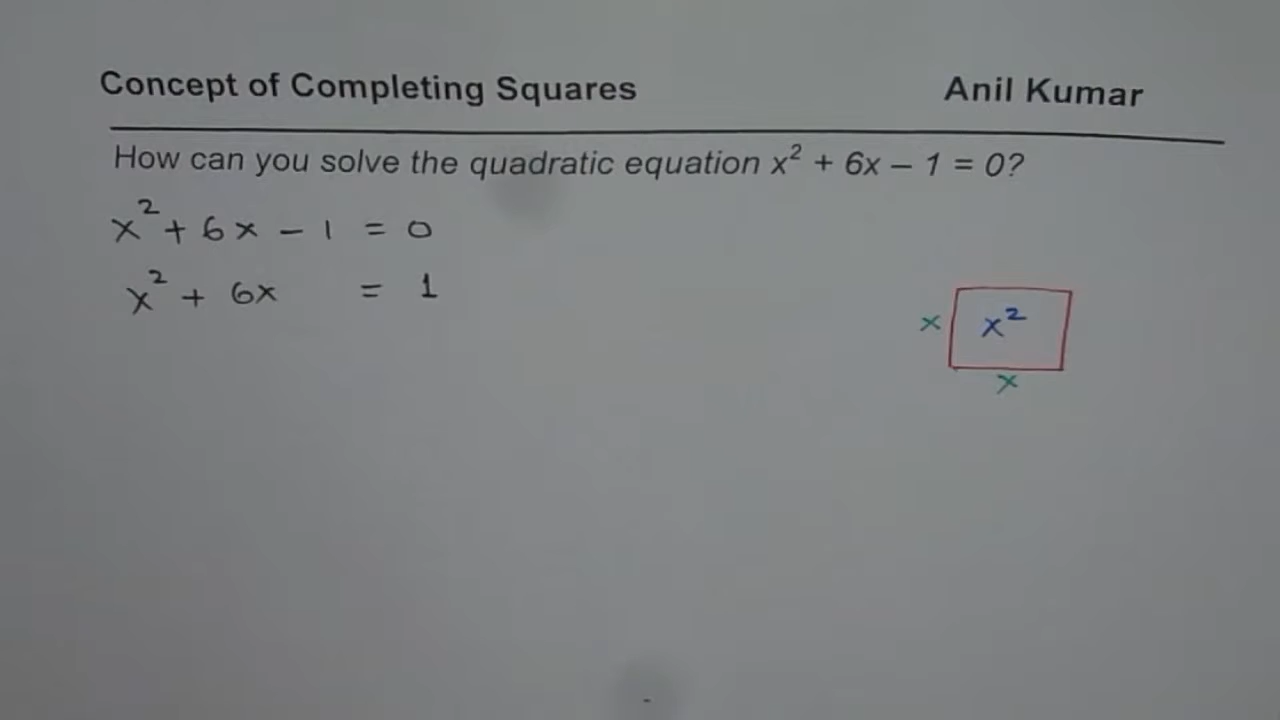 Concept of Completing Squares Anil Kumar
How can you solve the quadratic equation x² + 6x – 1 = 0?
x² + 6x - 1 = 0
x² + 6x = 1
x x²
x